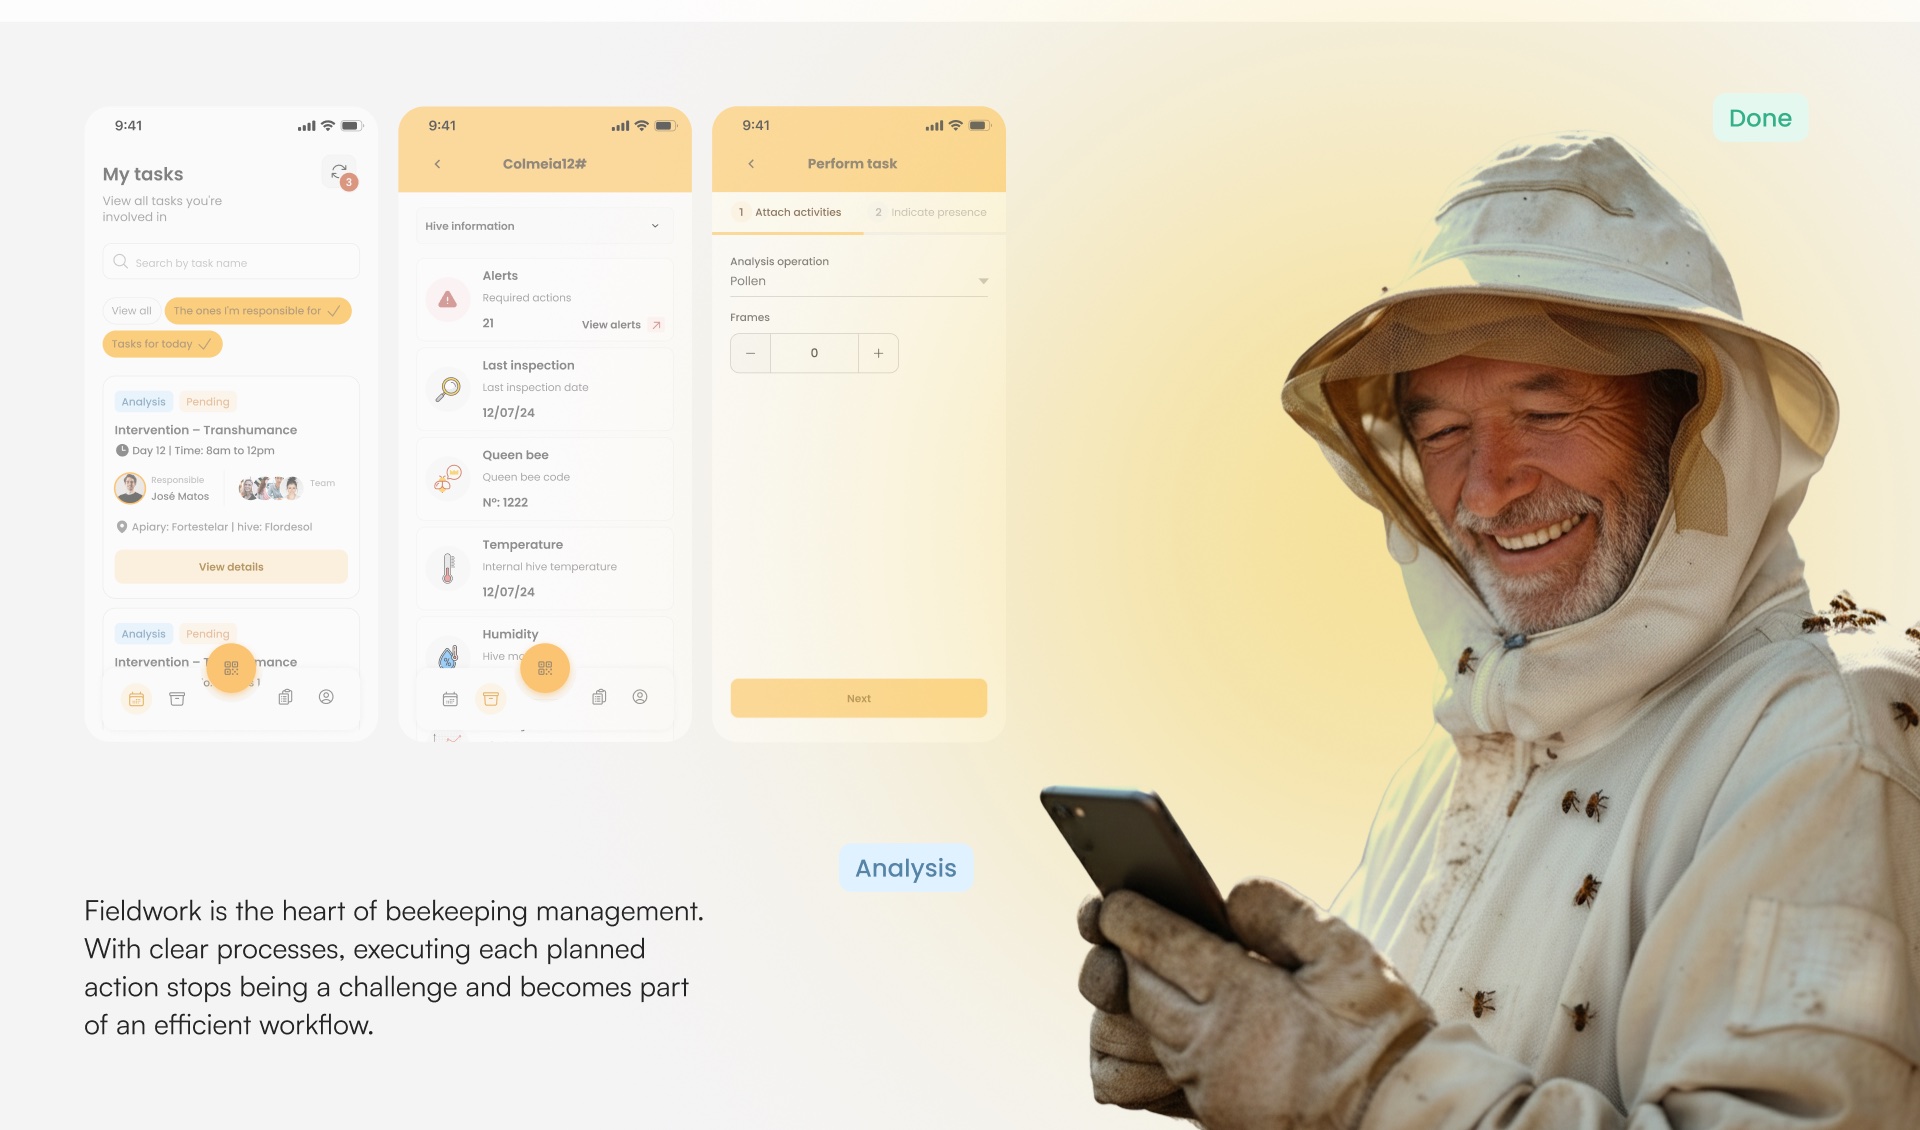 Done
9:41
My tasks
3
View all tasks you're
involved in
Search by task name
View all
The ones I'm responsible for
Tasks for today
Analysis
Pending
Intervention – Transhumance
Day 12 | Time: 8am to 12pm
Responsible
José Matos
Team
Apiary: Fortestelar | hive: Flordesol
View details
Analysis
Pending
Intervention –
mance
9:41
Colmeia12#
Hive information
Alerts
Required actions
21
View alerts
Last inspection
Last inspection date
12/07/24
Queen bee
Queen bee code
Nº: 1222
Temperature
Internal hive temperature
12/07/24
Humidity
Hive
9:41
Perform task
1 Attach activities
2 Indicate presence
Analysis operation
Pollen
Frames
− 0 +
Next
Analysis
Fieldwork is the heart of beekeeping management.
With clear processes, executing each planned
action stops being a challenge and becomes part
of an efficient workflow.